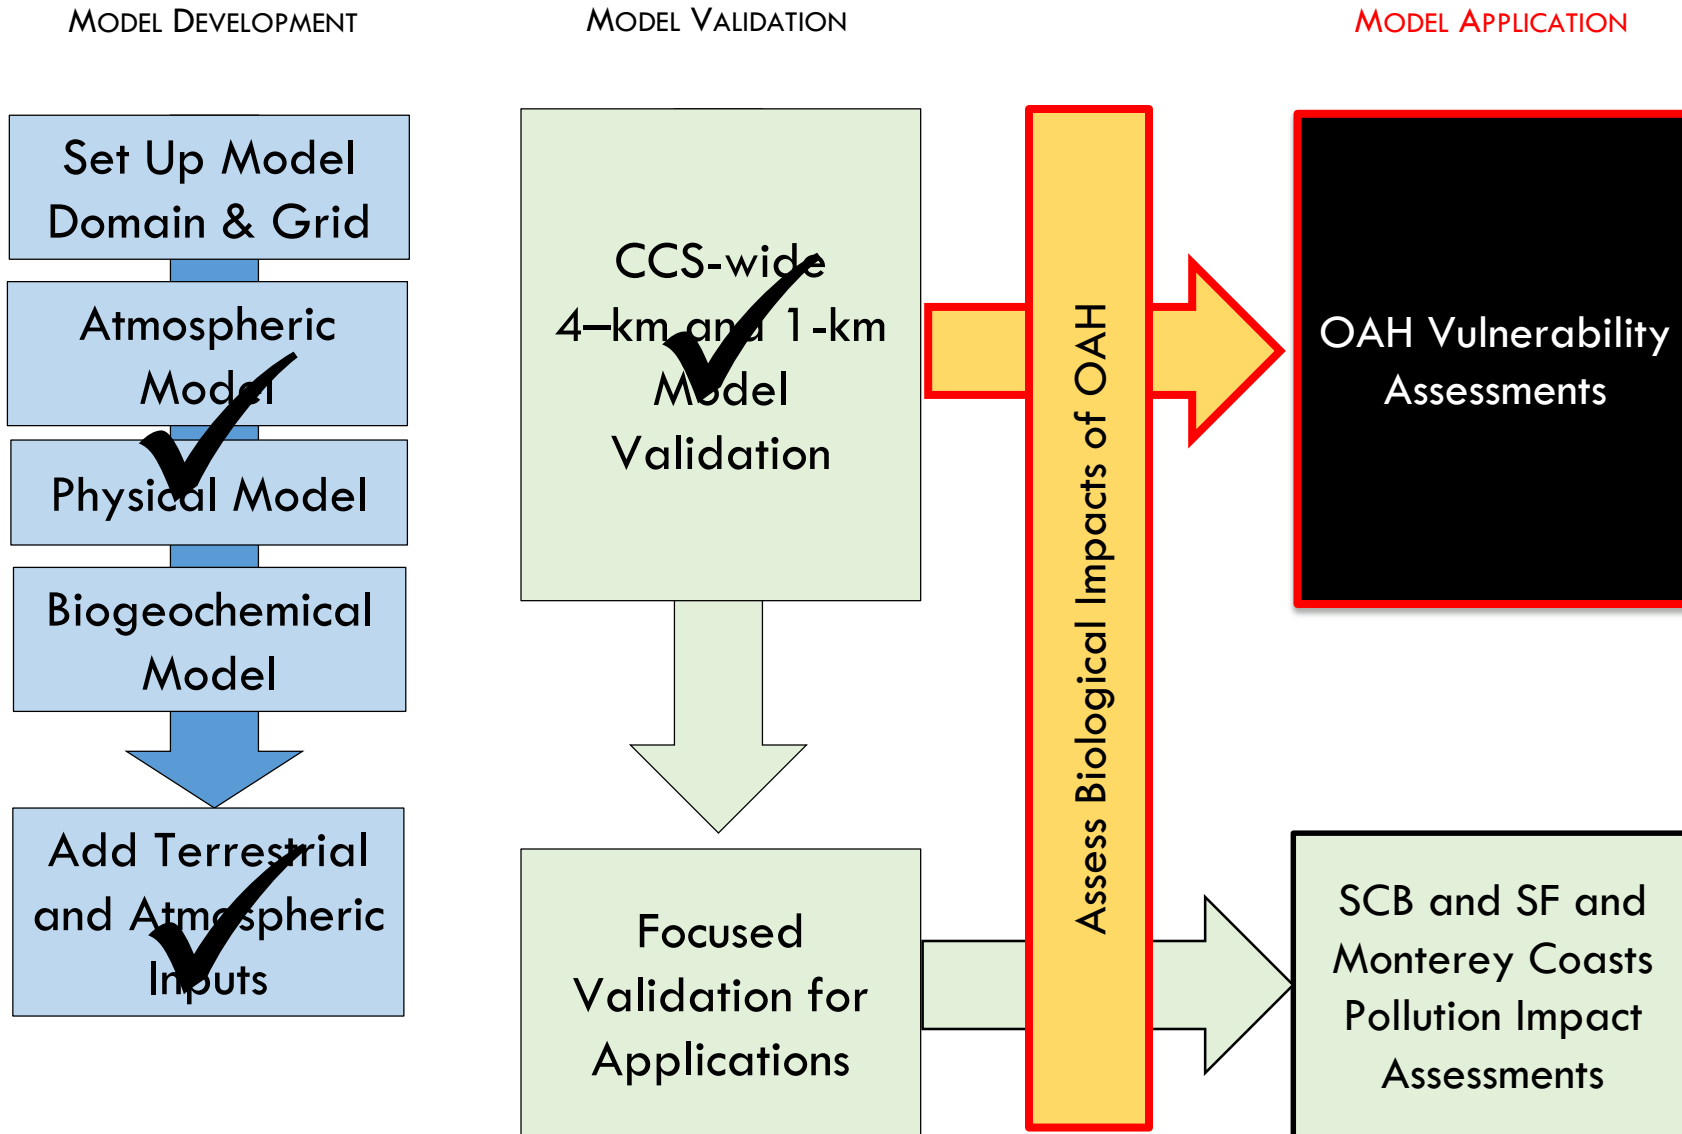 MODEL DEVELOPMENT
MODEL VALIDATION
MODEL APPLICATION
Set Up Model
Domain & Grid
Atmospheric
Model
Physical Model
Biogeochemical
Model
Add Terrestrial
and Atmospheric
Inputs
CCS-wide
4–km and 1-km
Model
Validation
Focused
Validation for
Applications
Assess Biological Impacts of OAH
OAH Vulnerability
Assessments
SCB and SF and
Monterey Coasts
Pollution Impact
Assessments